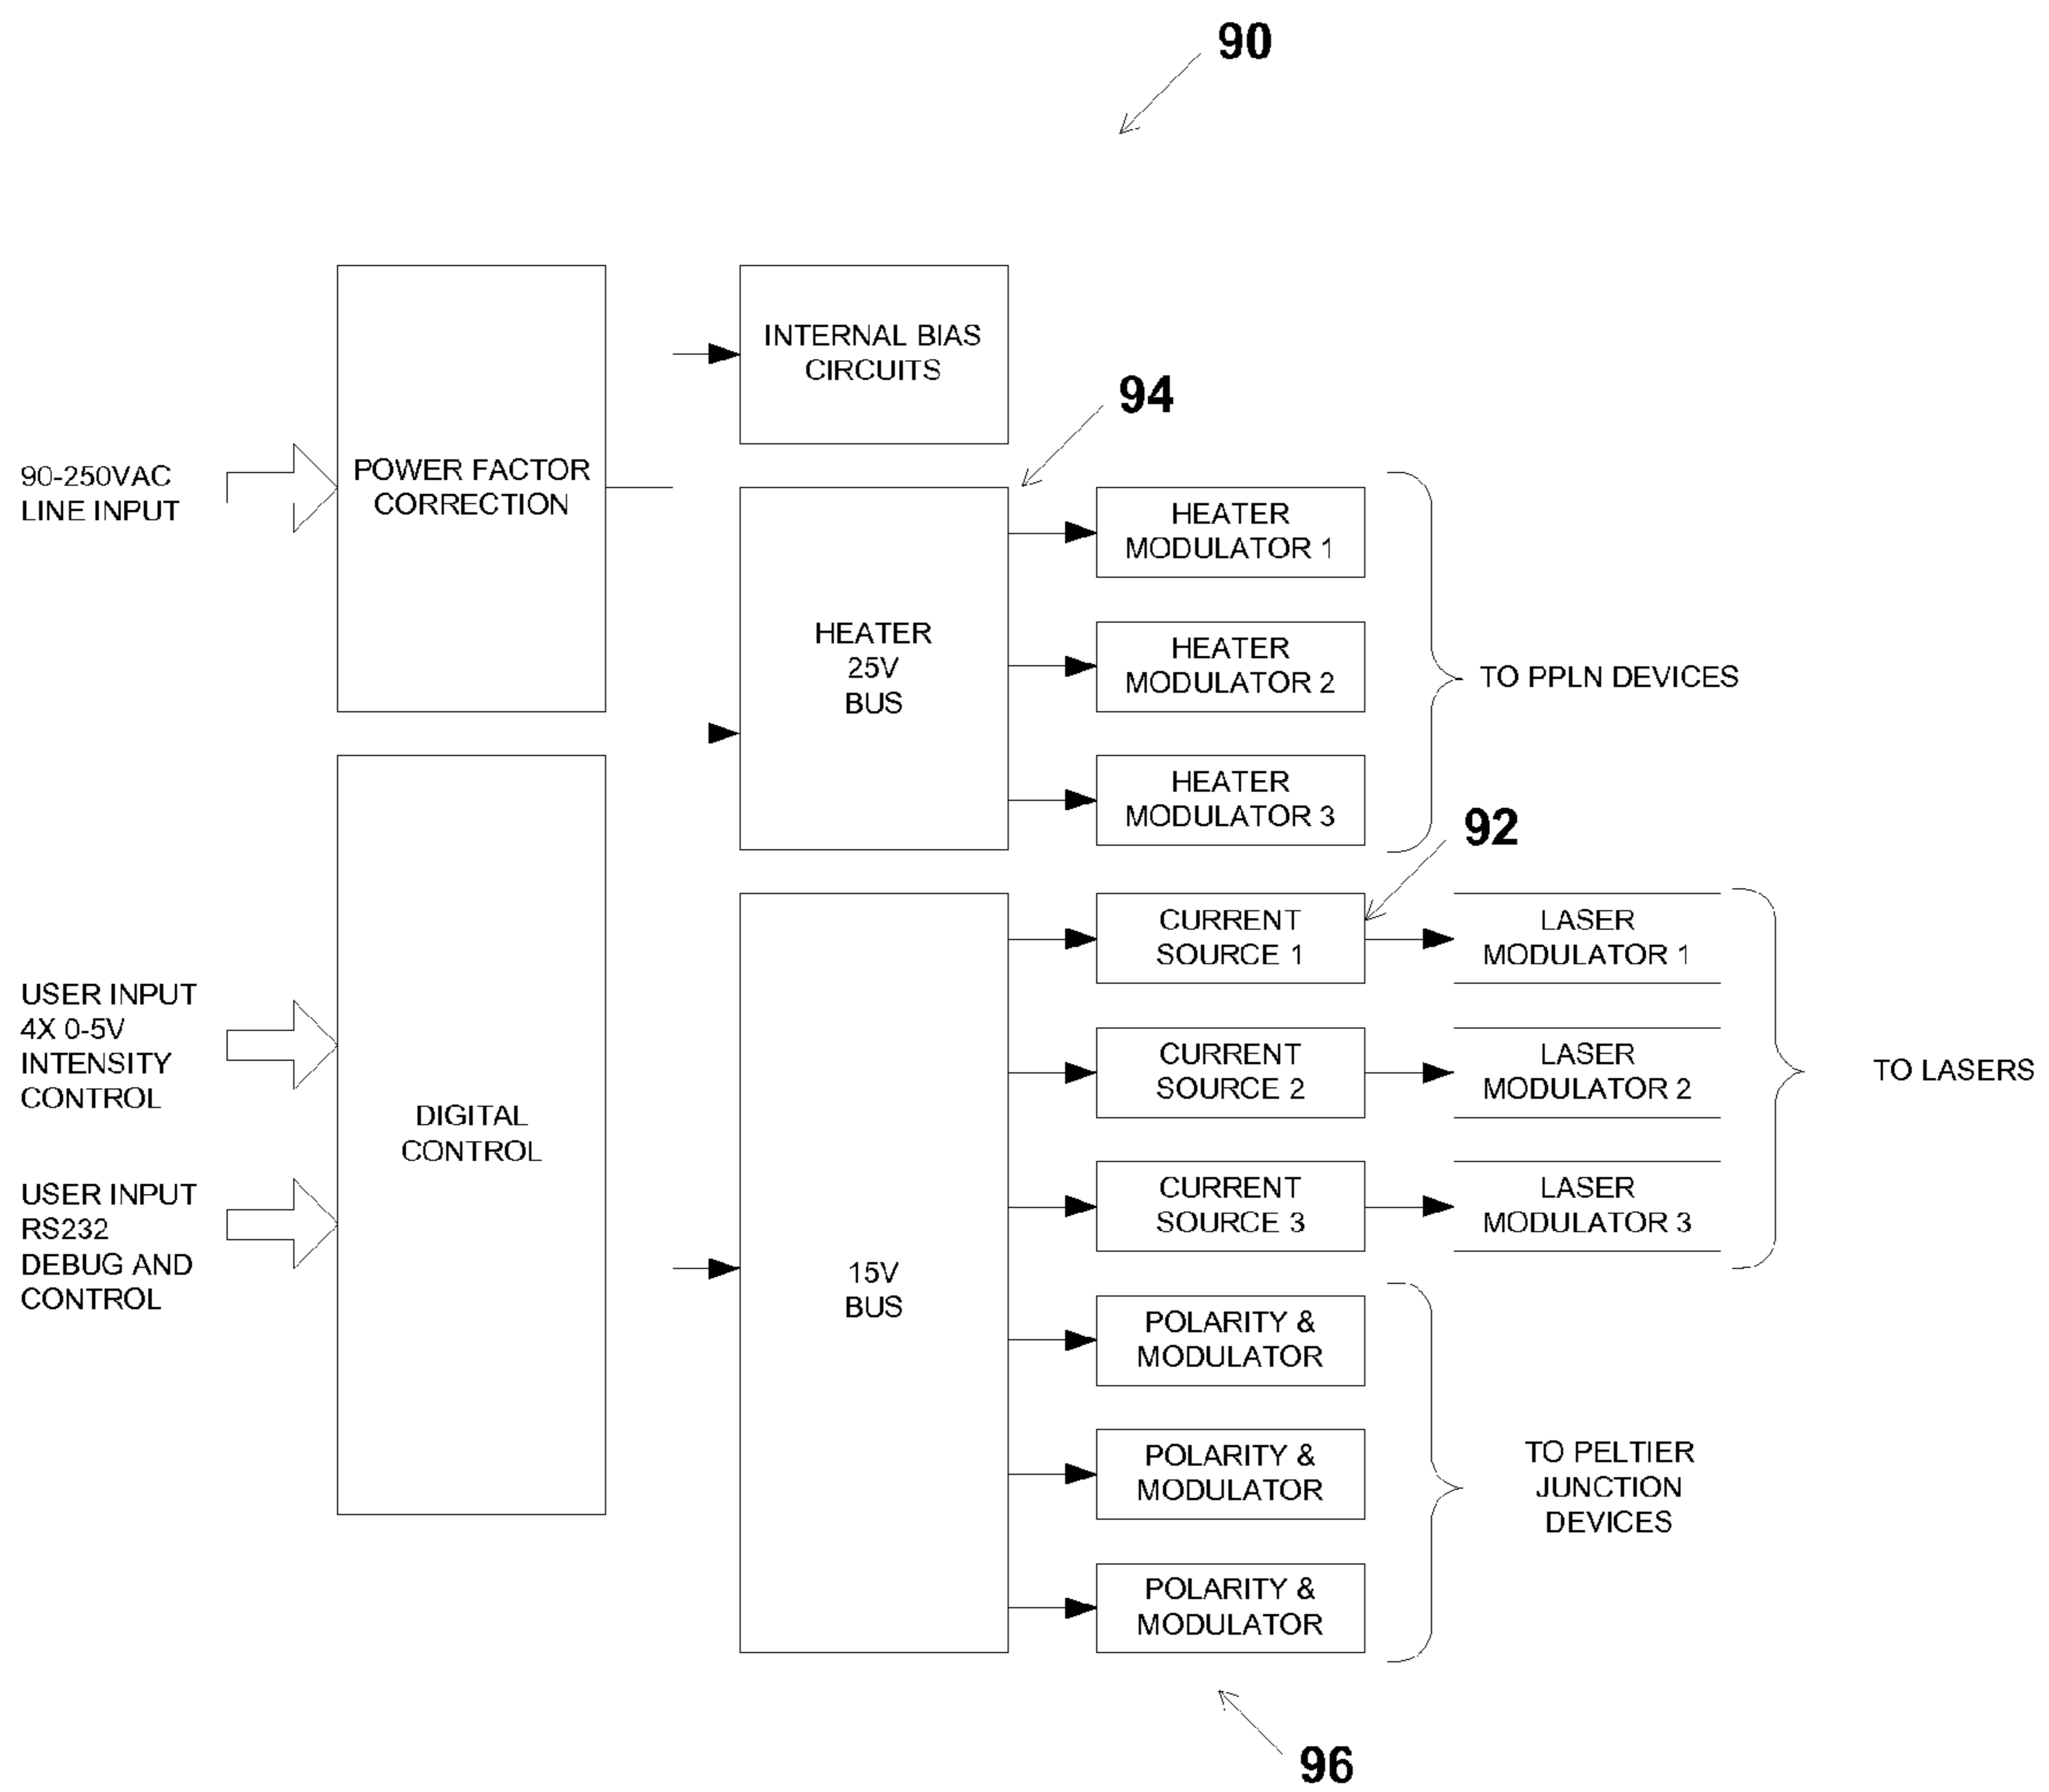 90
INTERNAL BIAS
CIRCUITS
94
90-250VAC
LINE INPUT
POWER FACTOR
CORRECTION
HEATER
25V
BUS
HEATER
MODULATOR 1
HEATER
MODULATOR 2
HEATER
MODULATOR 3
TO PPLN DEVICES
92
USER INPUT
4X 0-5V
INTENSITY
CONTROL
USER INPUT
RS232
DEBUG AND
CONTROL
DIGITAL
CONTROL
15V
BUS
CURRENT
SOURCE 1
LASER
MODULATOR 1
CURRENT
SOURCE 2
LASER
MODULATOR 2
CURRENT
SOURCE 3
LASER
MODULATOR 3
TO LASERS
POLARITY &
MODULATOR
POLARITY &
MODULATOR
POLARITY &
MODULATOR
TO PELTIER
JUNCTION
DEVICES
96